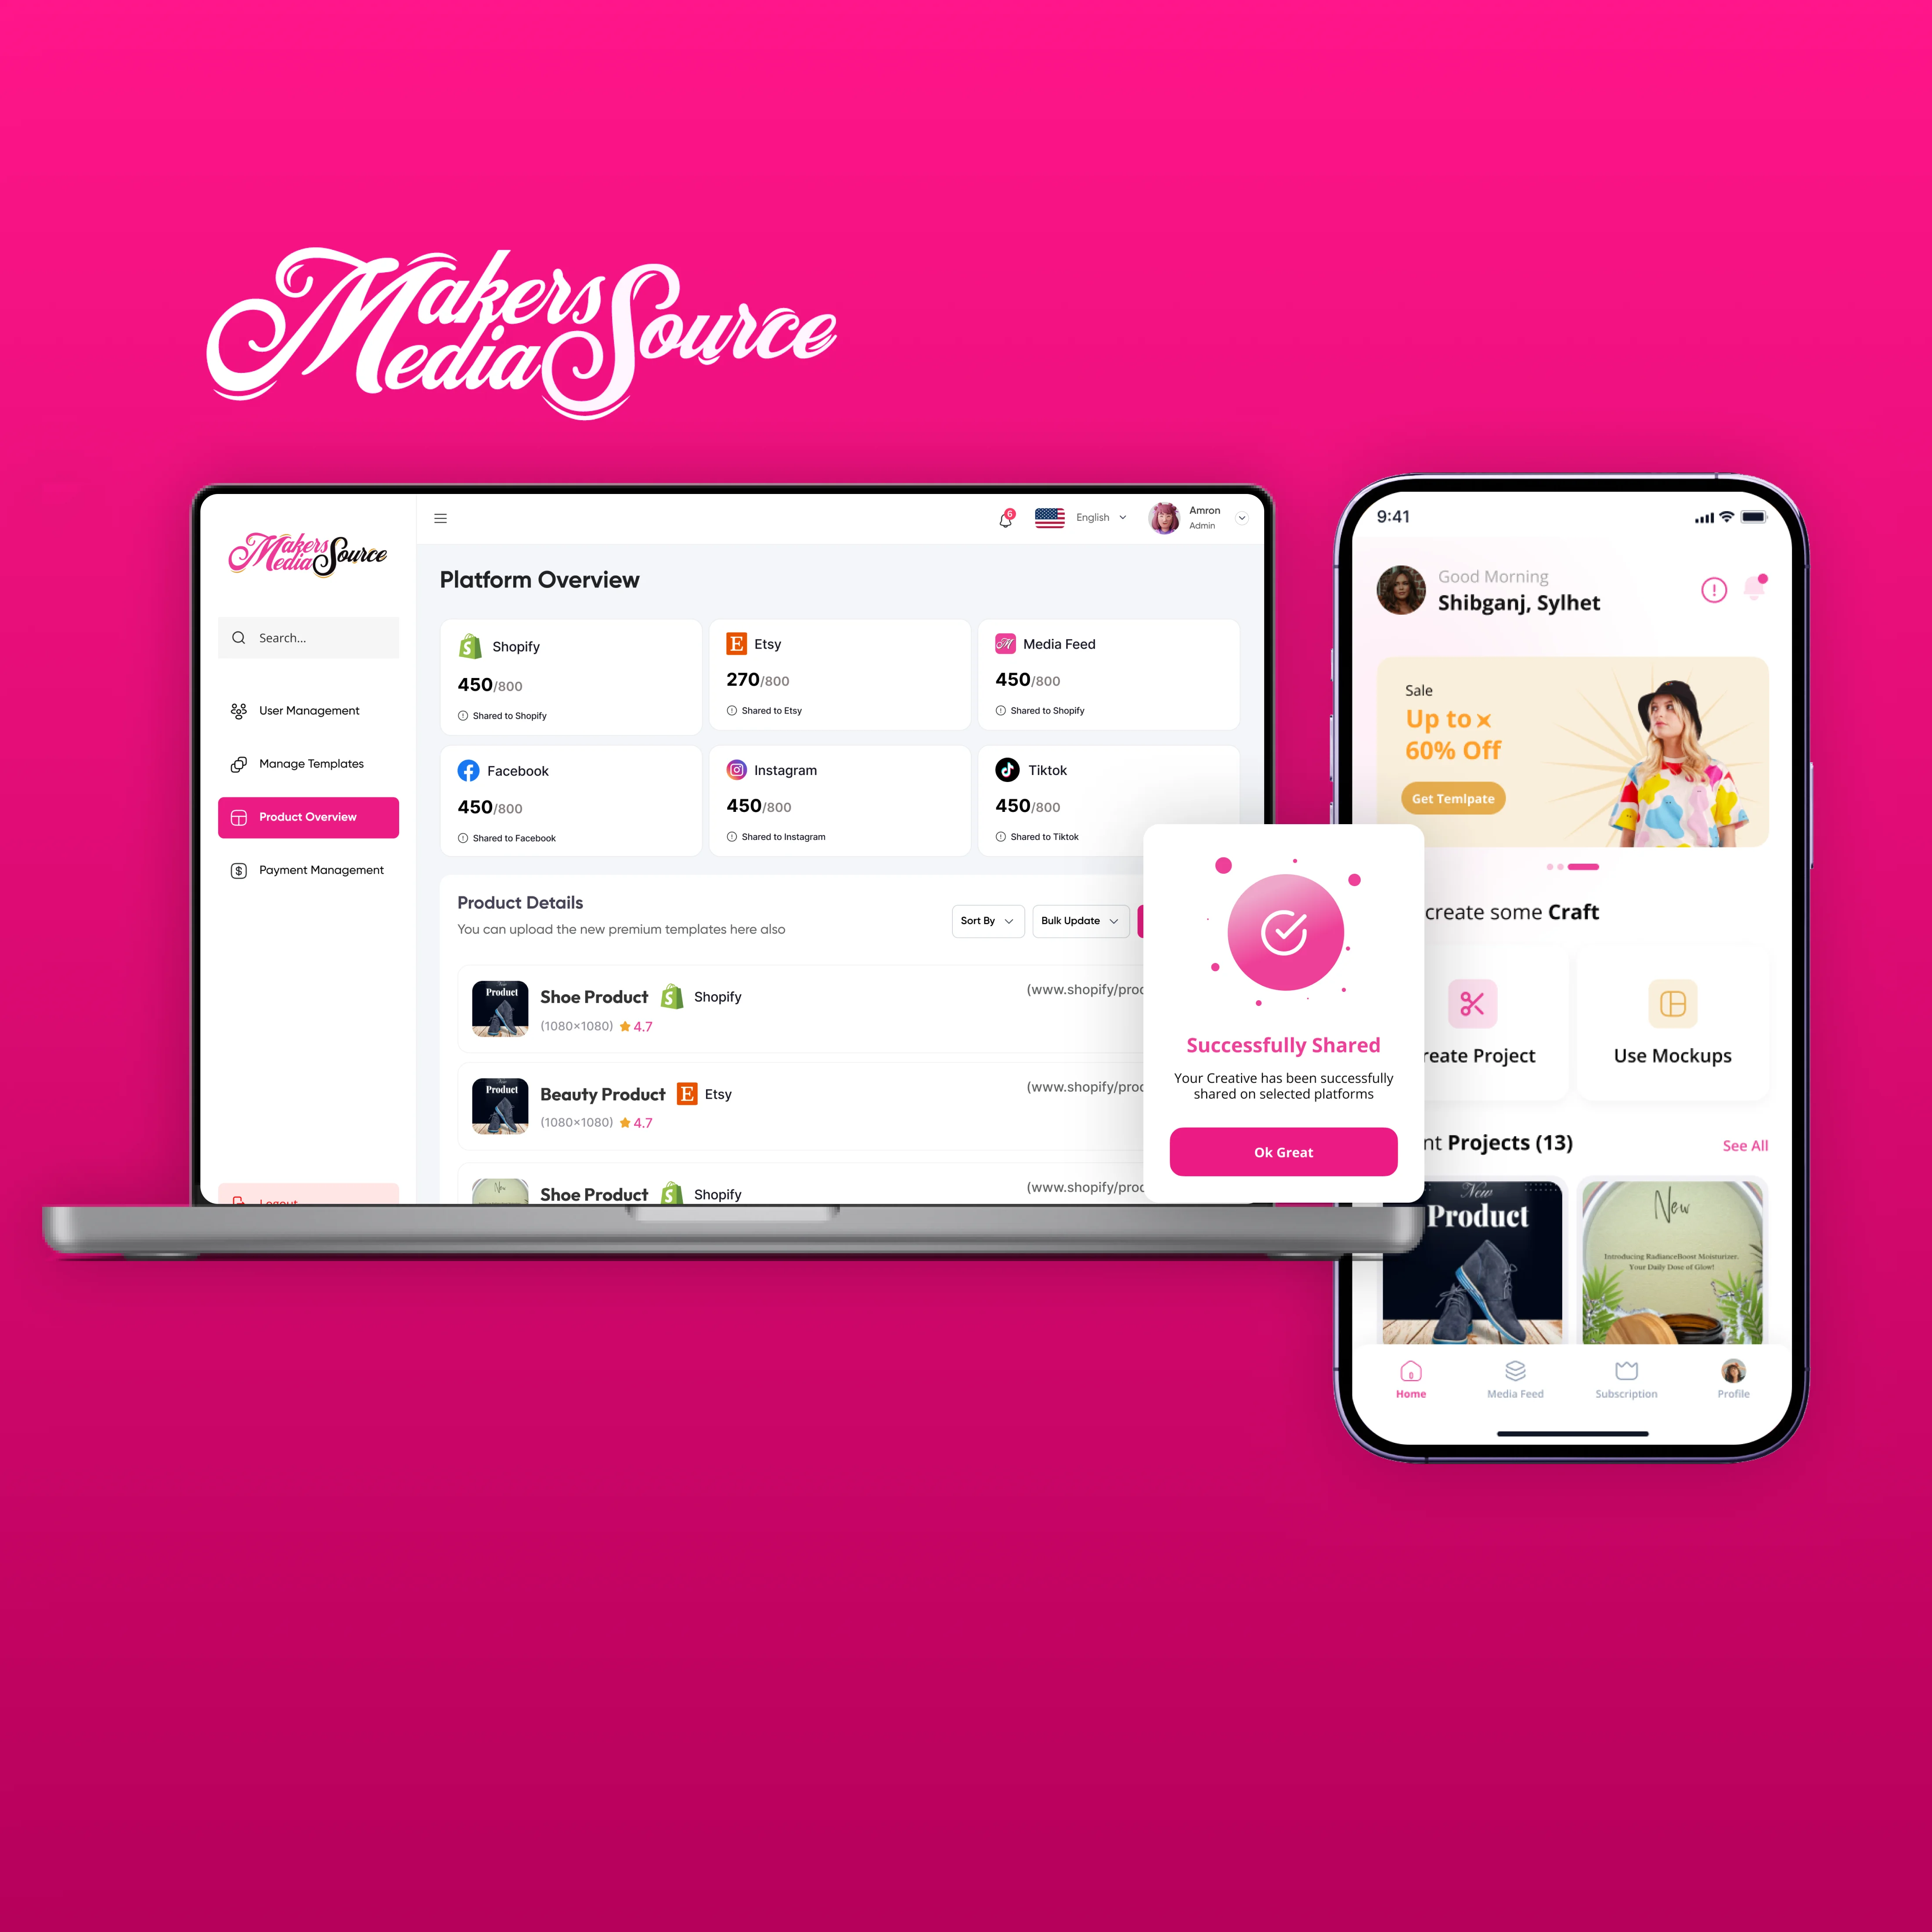 Makers
Media Source
Makers
Media Source
Search...
User Management
Manage Templates
Product Overview
Payment Management
Logout
6
English
Amron
Admin
Platform Overview
Shopify
450/800
Shared to Shopify
Etsy
270/800
Shared to Etsy
Media Feed
450/800
Shared to Shopify
Facebook
450/800
Shared to Facebook
Instagram
450/800
Shared to Instagram
Tiktok
450/800
Shared to Tiktok
Product Details
You can upload the new premium templates here also
Sort By
Bulk Update
Product
Shoe Product Shopify
(1080×1080) 4.7
(www.shopify/proc
Product
Beauty Product Etsy
(1080×1080) 4.7
(www.shopify/proc
New
Shoe Product Shopify
(www.shopify/proc
Successfully Shared
Your Creative has been successfully
shared on selected platforms
Ok Great
9:41
Good Morning
Shibganj, Sylhet
Sale
Up to
60% Off
Get Temlpate
create some Craft
reate Project
Use Mockups
nt Projects (13)
See All
New
Product
New
Introducing RadianceBoost Moisturizer.
Your Daily Dose of Glow!
Home
Media Feed
Subscription
Profile